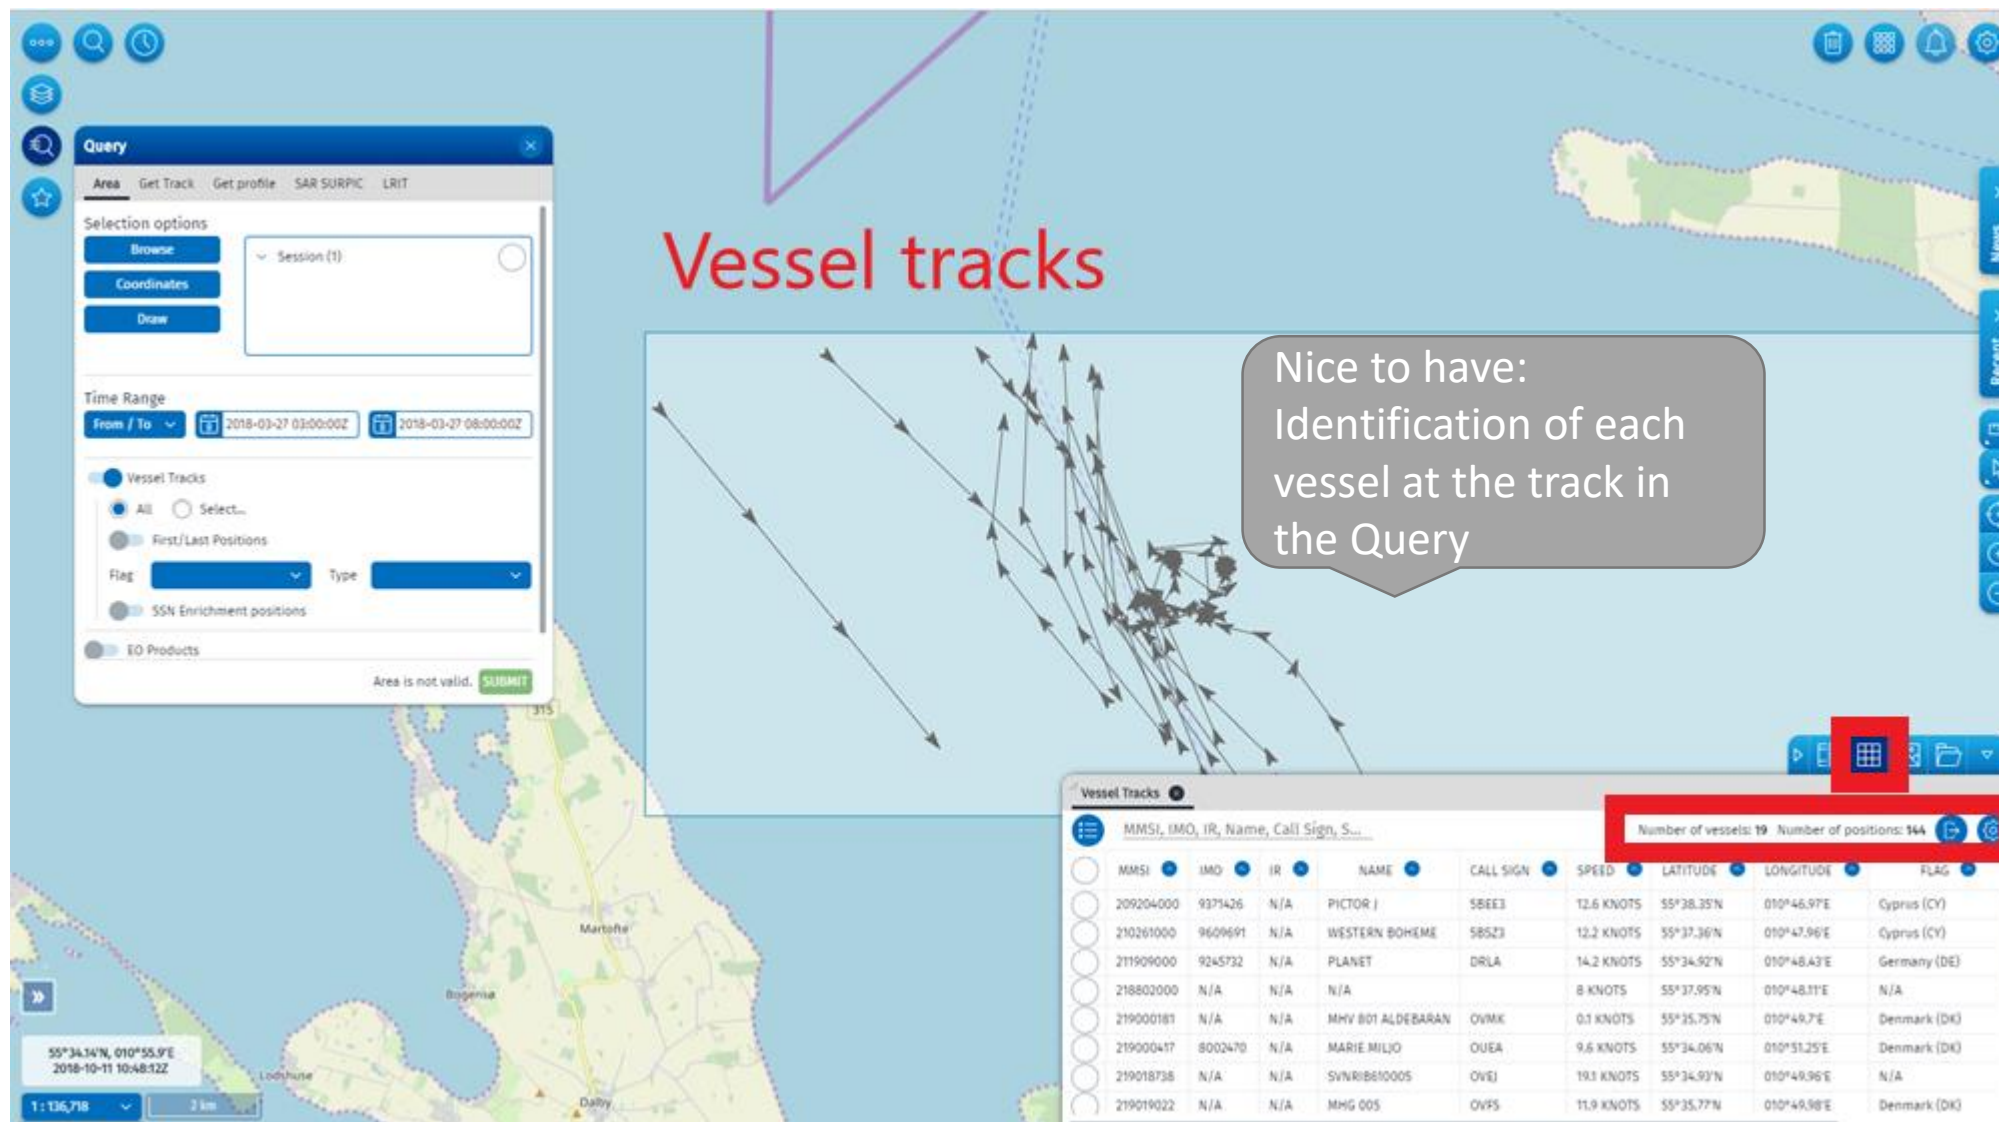 Query
Area Get Track Get profile SAR SURPIC LRIT
Selection options
Browse
Session (1)
Coordinates
Draw
Time Range
From / To 2018-03-27 03:00:00Z 2018-03-27 08:00:00Z
Vessel Tracks
All Select...
First/Last Positions
Flag Type
SSN Enrichment positions
EO Products
Area is not valid. SUBMIT
Vessel tracks
Nice to have:
Identification of each
vessel at the track in
the Query
News
Recent
315
Martofte
Bogensø
Lodshuse
Dalby
55°34.14'N, 010°55.9'E
2018-10-11 10:48:12Z
1 : 136,718
2 km
Vessel Tracks
MMSI, IMO, IR, Name, Call Sign, S...
Number of vessels: 19 Number of positions: 144
MMSI IMO IR NAME CALL SIGN SPEED LATITUDE LONGITUDE FLAG
209204000 9371426 N/A PICTOR J 5BEE3 12.6 KNOTS 55°38.35'N 010°46.97'E Cyprus (CY)
210261000 9609691 N/A WESTERN BOHEME 5BSZ3 12.2 KNOTS 55°37.36'N 010°47.96'E Cyprus (CY)
211909000 9245732 N/A PLANET DRLA 14.2 KNOTS 55°34.92'N 010°48.43'E Germany (DE)
218802000 N/A N/A N/A 8 KNOTS 55°37.95'N 010°48.11'E N/A
219000181 N/A N/A MHV 801 ALDEBARAN OVMK 0.1 KNOTS 55°35.75'N 010°49.7'E Denmark (DK)
219000417 8002470 N/A MARIE MILJO OUEA 9.6 KNOTS 55°34.06'N 010°51.25'E Denmark (DK)
219018738 N/A N/A SVNRIB610005 OVEJ 19.1 KNOTS 55°34.93'N 010°49.96'E N/A
219019022 N/A N/A MHG 005 OVFS 11.9 KNOTS 55°35.77'N 010°49.98'E Denmark (DK)